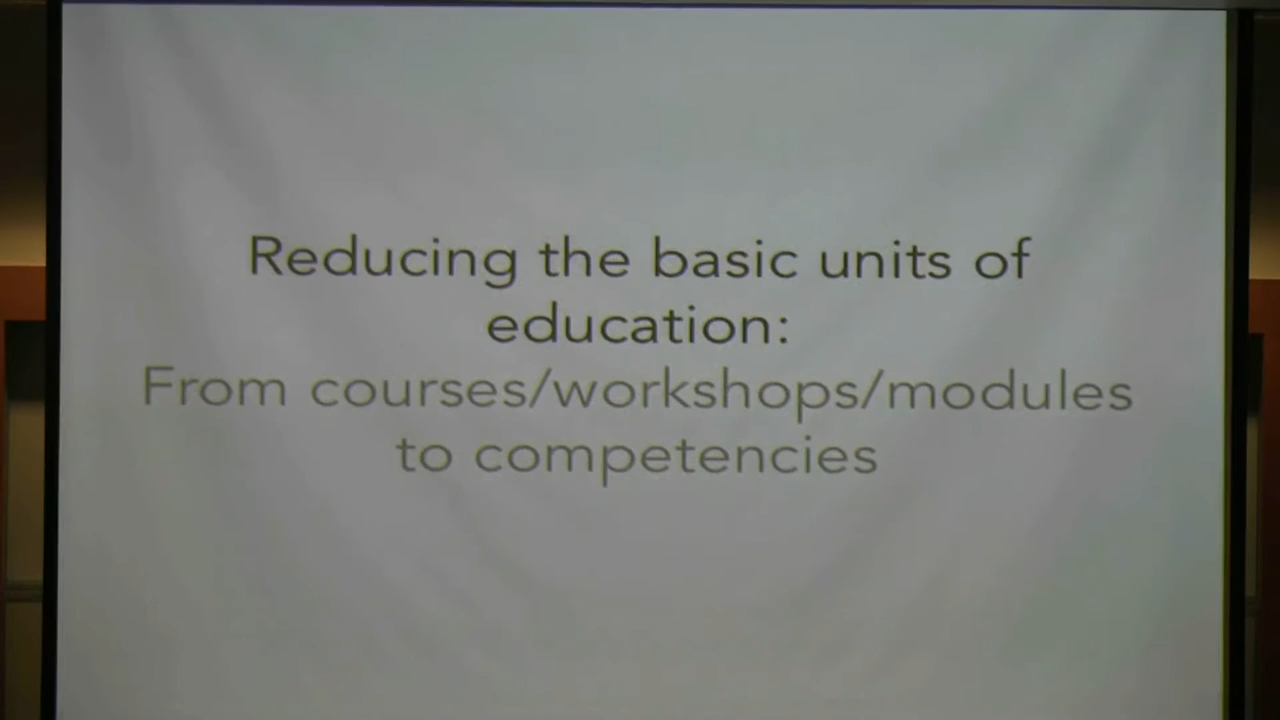 Reducing the basic units of
education:
From courses/workshops/modules
to competencies